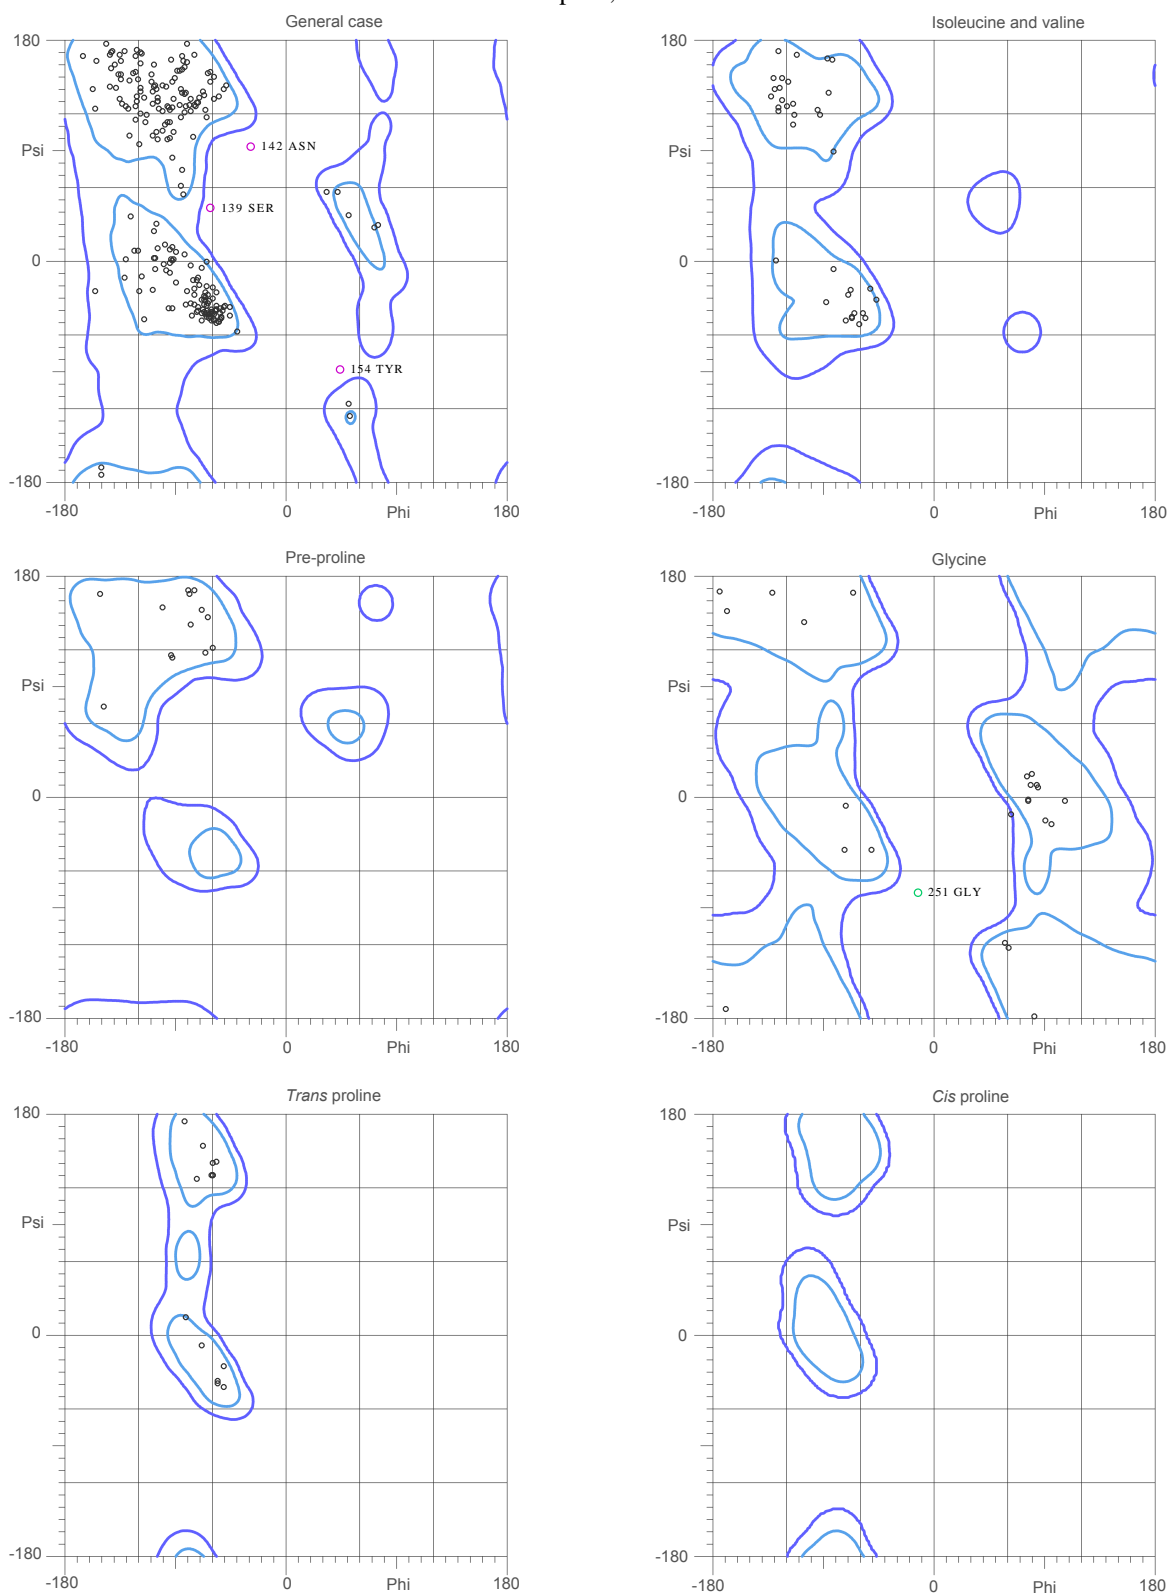 General case
Isoleucine and valine
180
180
142 ASN
Psi
Psi
139 SER
0
0
154 TYR
-180
-180
-180
0
Phi
180
-180
0
Phi
180
Pre-proline
Glycine
180
180
Psi
Psi
0
0
251 GLY
-180
-180
-180
0
Phi
180
-180
0
Phi
180
Trans proline
Cis proline
180
180
Psi
Psi
0
0
-180
-180
-180
0
Phi
180
-180
0
Phi
180